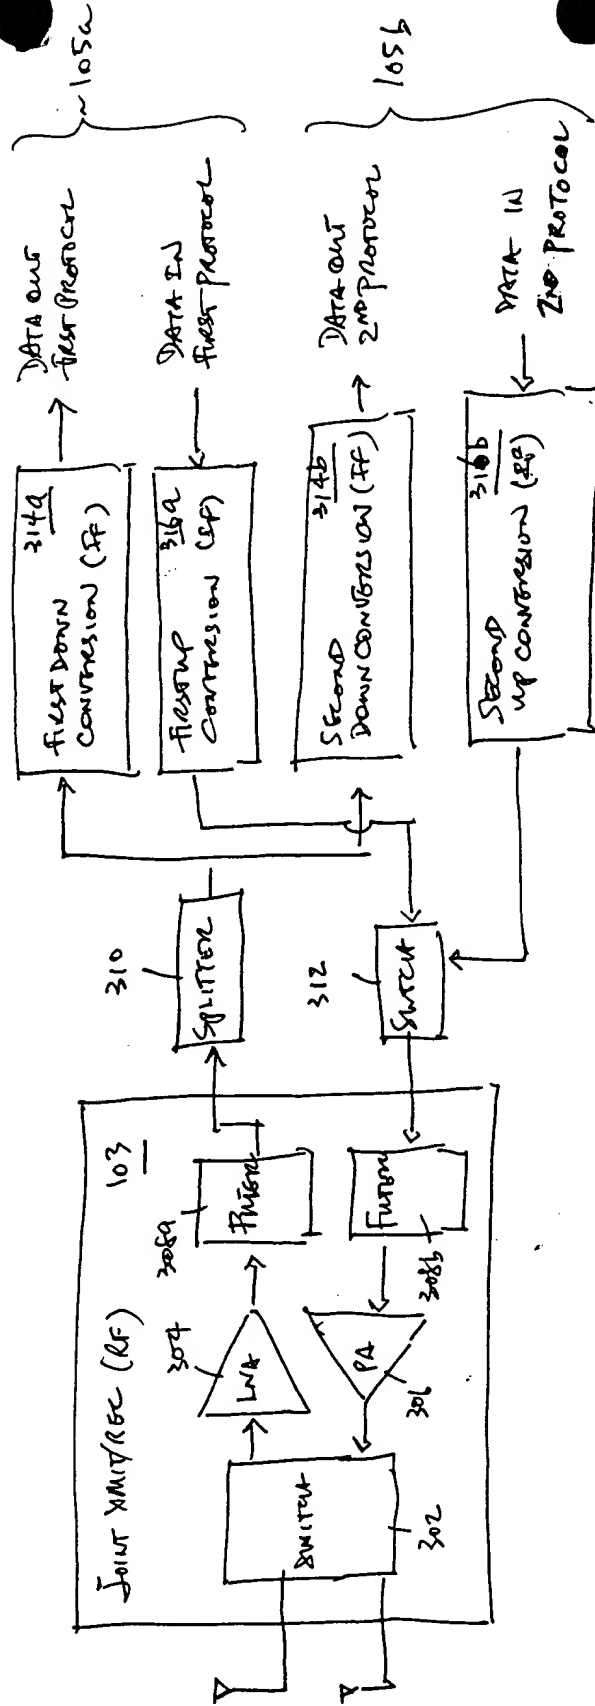 JOINT XMIT/REC (RF)
103
SWITCH
302
LNA
304
PA
306
FILTER
308a
FILTER
308b
SPLITTER
310
SWITCH
312
FIRST DOWN
CONVERSION (IF)
314a
DATA OUT
FIRST PROTOCOL
FIRST UP
CONVERSION (IF)
316a
DATA IN
FIRST PROTOCOL
~105a
SECOND
DOWN CONVERSION (IF)
314b
DATA OUT
2ND PROTOCOL
SECOND
UP CONVERSION
316b
DATA IN
2ND PROTOCOL
105b